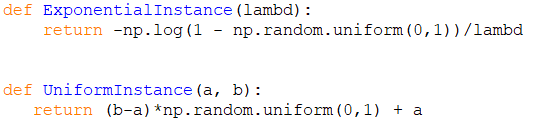 def ExponentialInstance(lambd):
    return -np.log(1 - np.random.uniform(0,1))/lambd
def UniformInstance(a, b):
   return (b-a)*np.random.uniform(0,1) + a